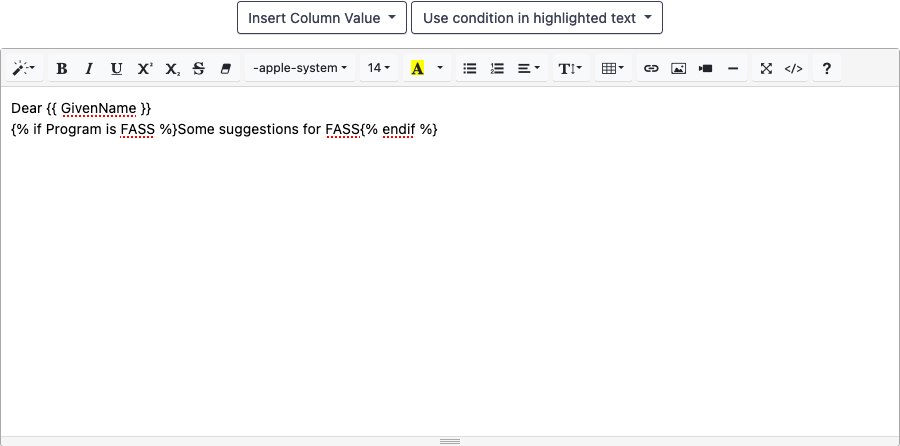 Insert Column Value Use condition in highlighted text
B I U X² X₂ S -apple-system 14 A T </> ?
Dear {{ GivenName }}
{% if Program is FASS %}Some suggestions for FASS{% endif %}